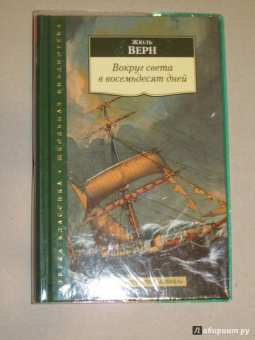 Жюль
ВЕРН
Вокруг света
в восемьдесят дней
АЗБУКА-КЛАССИКА • ШКОЛЬНАЯ БИБЛИОТЕКА
лабиринт.ру